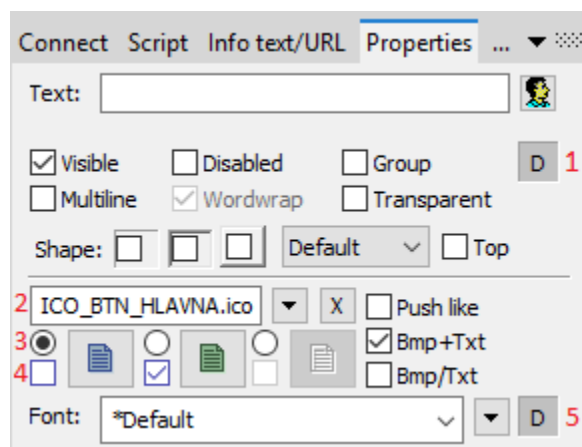 Connect Script Info text/URL Properties ...
Text:
Visible Disabled Group D 1
Multiline Wordwrap Transparent
Shape: Default Top
2 ICO_BTN_HLAVNA.ico X Push like
3 Bmp+Txt
4 Bmp/Txt
Font: *Default D 5